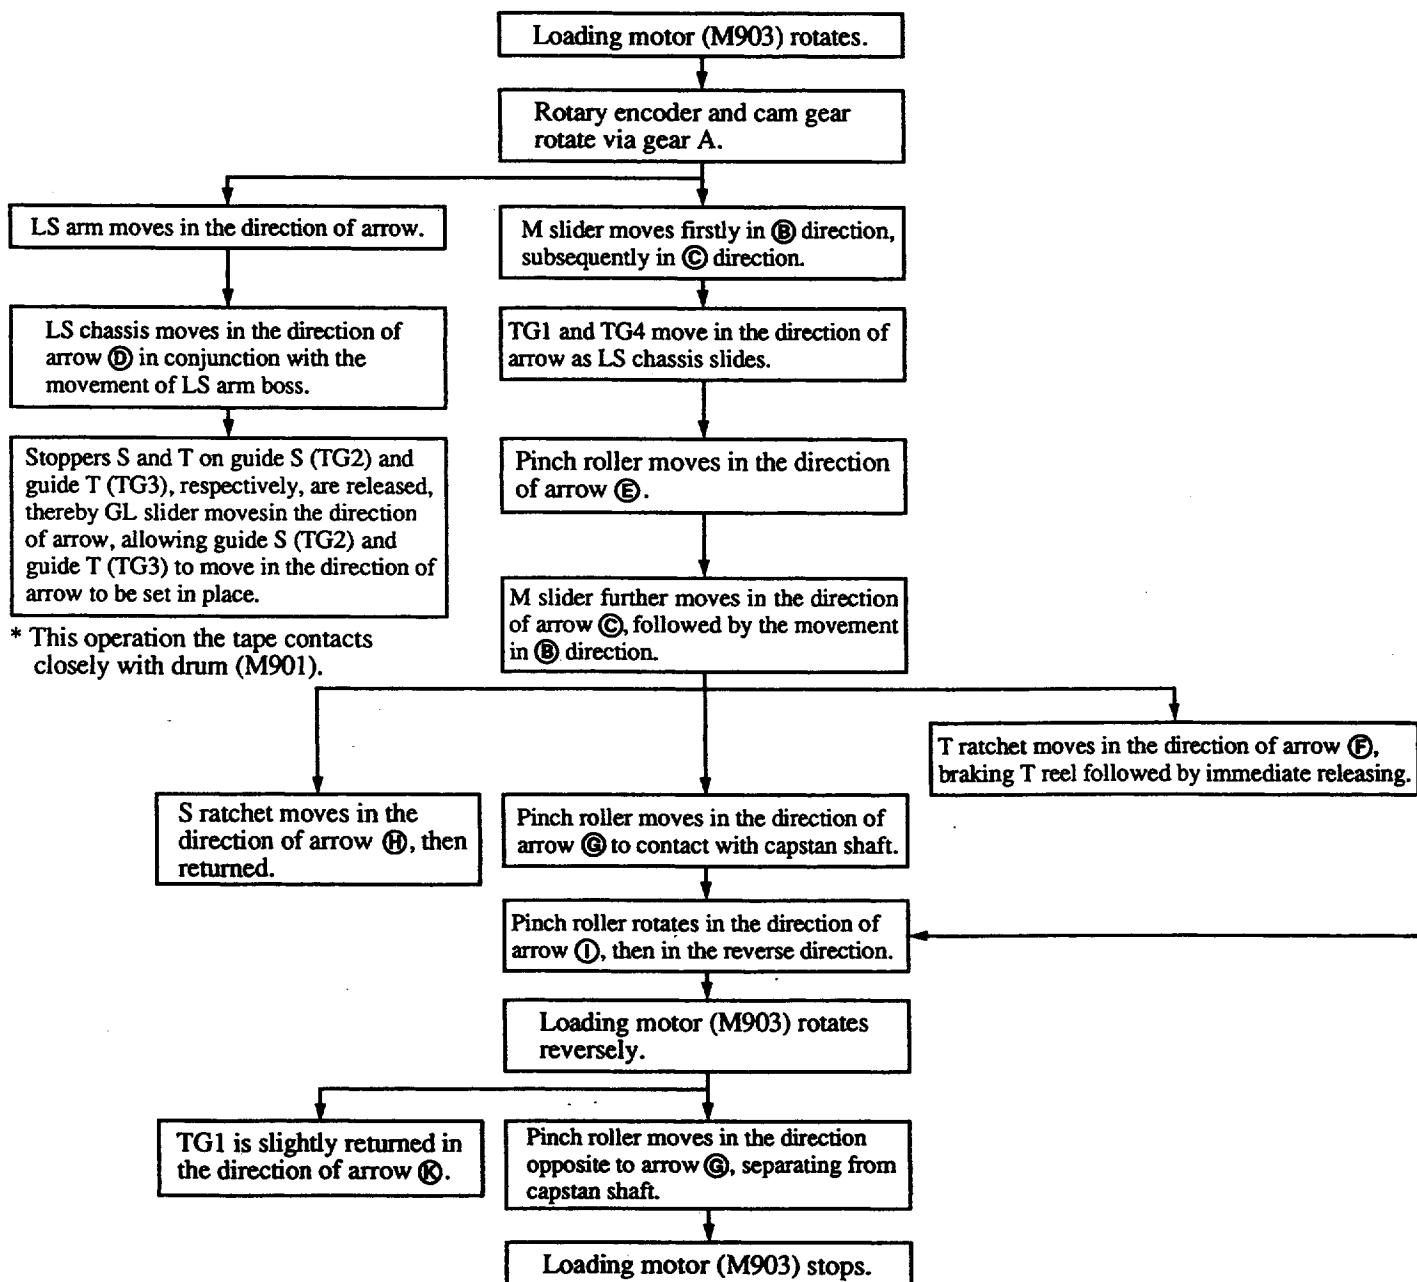 Loading motor (M903) rotates.
Rotary encoder and cam gear
rotate via gear A.
LS arm moves in the direction of arrow.
M slider moves firstly in Ⓑ direction,
subsequently in Ⓒ direction.
LS chassis moves in the direction of
arrow Ⓓ in conjunction with the
movement of LS arm boss.
TG1 and TG4 move in the direction of
arrow as LS chassis slides.
Stoppers S and T on guide S (TG2) and
guide T (TG3), respectively, are released,
thereby GL slider movesin the direction
of arrow, allowing guide S (TG2) and
guide T (TG3) to move in the direction of
arrow to be set in place.
* This operation the tape contacts
closely with drum (M901).
Pinch roller moves in the direction
of arrow Ⓔ.
M slider further moves in the direction
of arrow Ⓒ, followed by the movement
in Ⓑ direction.
T ratchet moves in the direction of arrow Ⓕ,
braking T reel followed by immediate releasing.
S ratchet moves in the
direction of arrow Ⓗ, then
returned.
Pinch roller moves in the direction of
arrow Ⓖ to contact with capstan shaft.
Pinch roller rotates in the direction of
arrow Ⓘ, then in the reverse direction.
Loading motor (M903) rotates
reversely.
TG1 is slightly returned in
the direction of arrow Ⓚ.
Pinch roller moves in the direction
opposite to arrow Ⓖ, separating from
capstan shaft.
Loading motor (M903) stops.